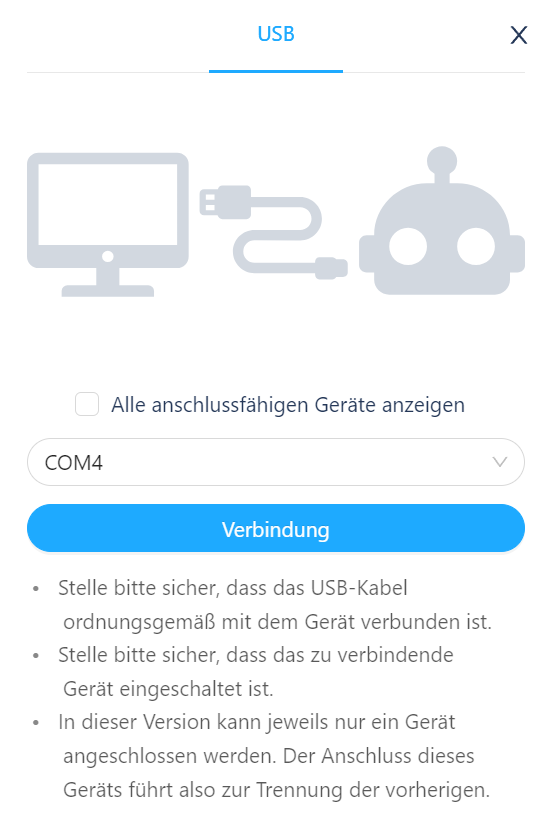 USB
X
Alle anschlussfähigen Geräte anzeigen
COM4
Verbindung
• Stelle bitte sicher, dass das USB-Kabel
ordnungsgemäß mit dem Gerät verbunden ist.
• Stelle bitte sicher, dass das zu verbindende
Gerät eingeschaltet ist.
• In dieser Version kann jeweils nur ein Gerät
angeschlossen werden. Der Anschluss dieses
Geräts führt also zur Trennung der vorherigen.